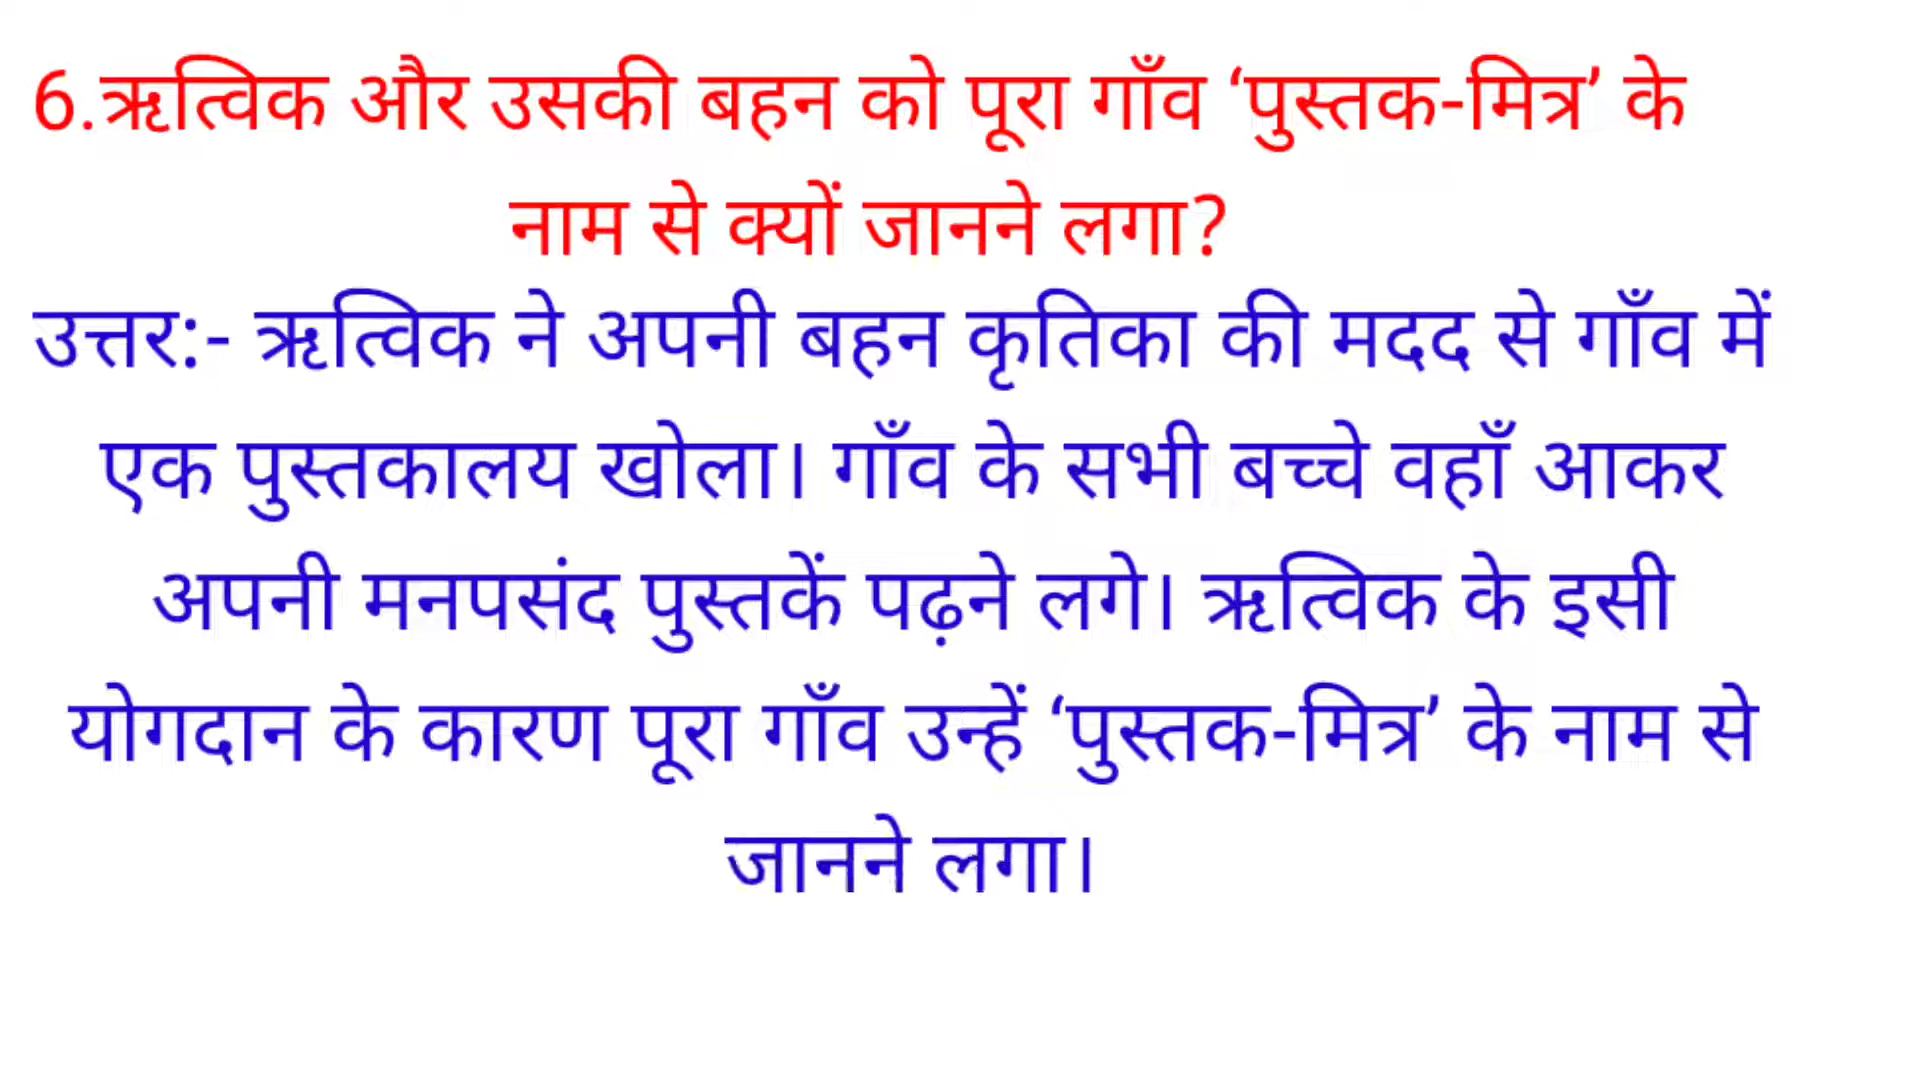 6.ऋत्विक और उसकी बहन को पूरा गाँव ‘पुस्तक-मित्र’ के
नाम से क्यों जानने लगा?
उत्तर:- ऋत्विक ने अपनी बहन कृतिका की मदद से गाँव में
एक पुस्तकालय खोला। गाँव के सभी बच्चे वहाँ आकर
अपनी मनपसंद पुस्तकें पढ़ने लगे। ऋत्विक के इसी
योगदान के कारण पूरा गाँव उन्हें ‘पुस्तक-मित्र’ के नाम से
जानने लगा।